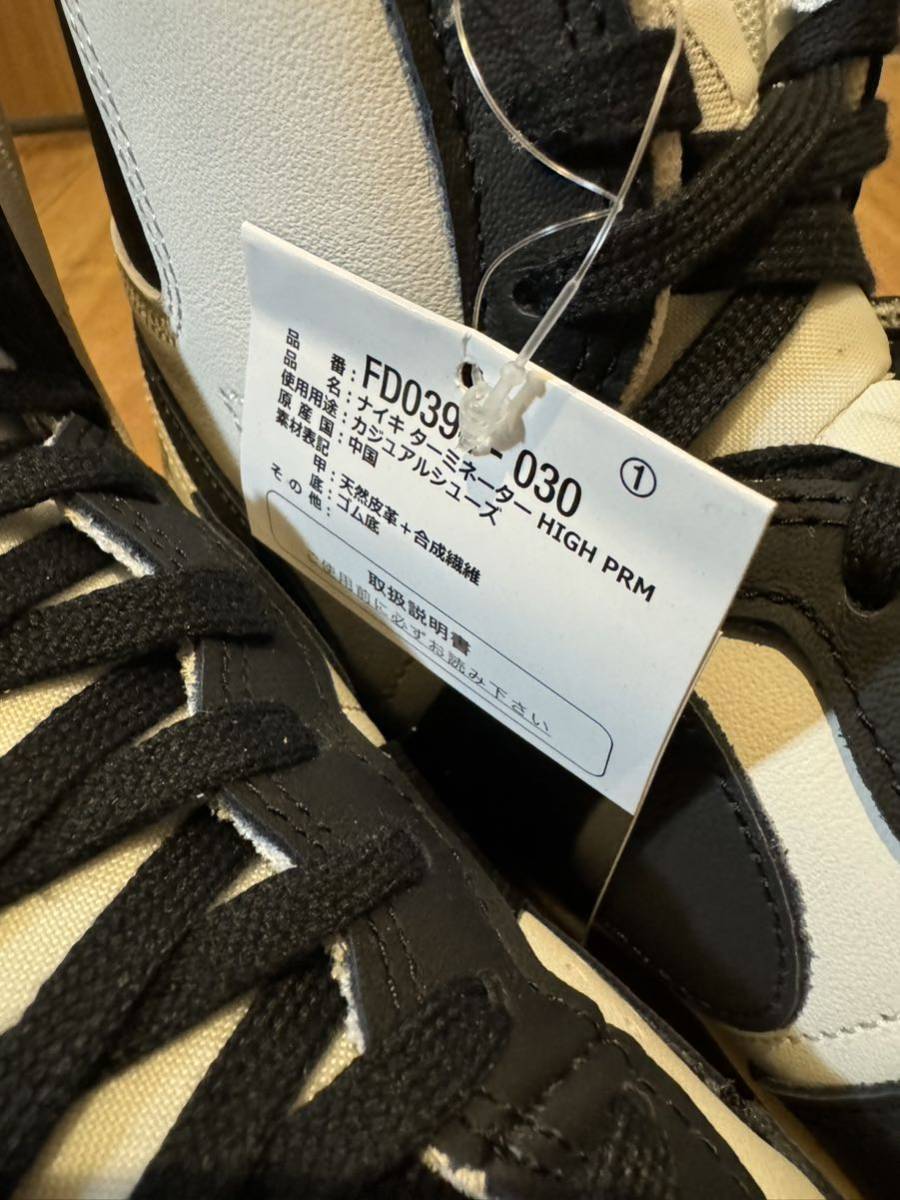 品番：FD039 - 030 ①
品名：ナイキ ターミネーター HIGH PRM
使用用途：カジュアルシューズ
原産国：中国
素材表記
甲：天然皮革＋合成繊維
底：ゴム底
その他：
取扱説明書
使用前に必ずお読み下さい